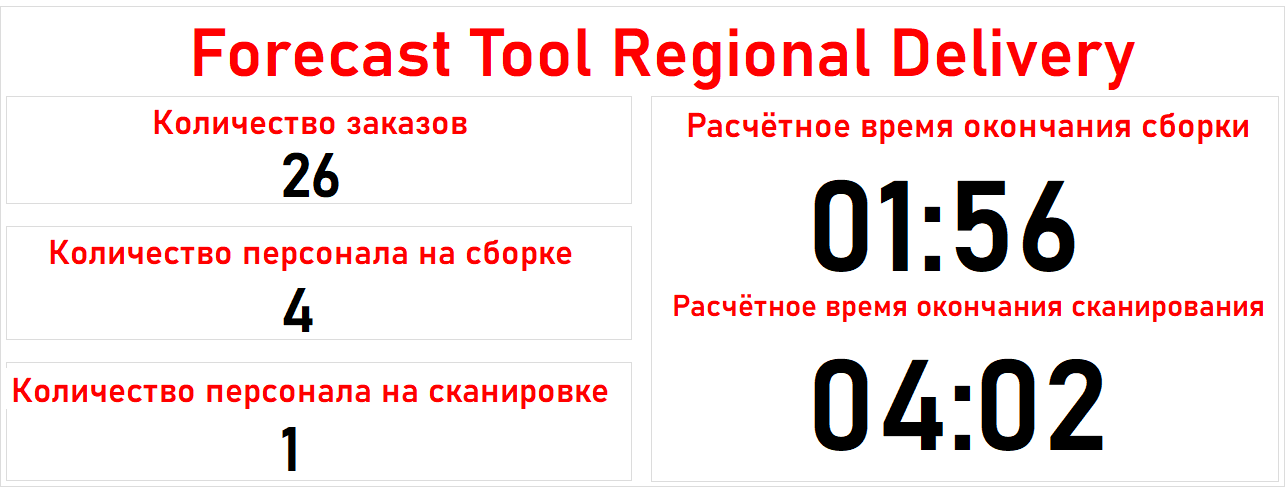 Forecast Tool Regional Delivery
Количество заказов
26
Количество персонала на сборке
4
Количество персонала на сканировке
1
Расчётное время окончания сборки
01:56
Расчётное время окончания сканирования
04:02